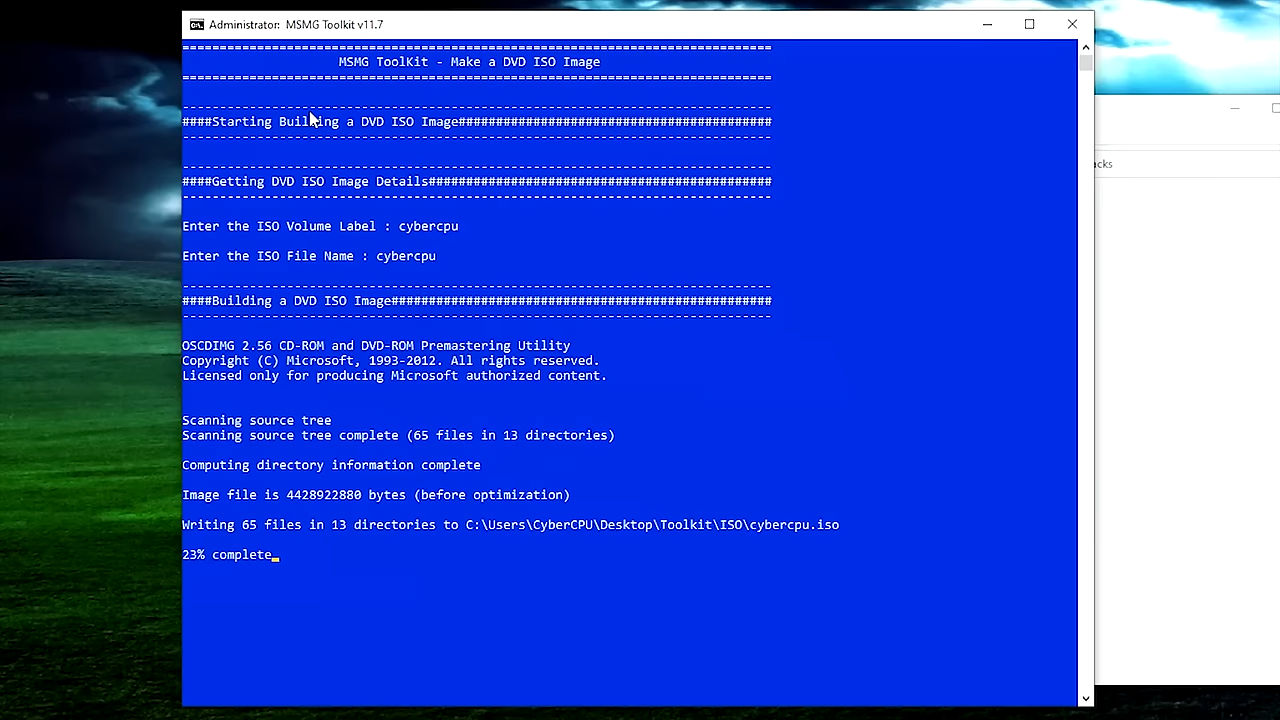 Administrator: MSMG Toolkit v11.7
===============================================================================
MSMG ToolKit - Make a DVD ISO Image
===============================================================================
-------------------------------------------------------------------------------
####Starting Building a DVD ISO Image##########################################
-------------------------------------------------------------------------------
-------------------------------------------------------------------------------
####Getting DVD ISO Image Details##############################################
-------------------------------------------------------------------------------
Enter the ISO Volume Label : cybercpu
Enter the ISO File Name : cybercpu
-------------------------------------------------------------------------------
####Building a DVD ISO Image###################################################
-------------------------------------------------------------------------------
OSCDIMG 2.56 CD-ROM and DVD-ROM Premastering Utility
Copyright (C) Microsoft, 1993-2012. All rights reserved.
Licensed only for producing Microsoft authorized content.
Scanning source tree
Scanning source tree complete (65 files in 13 directories)
Computing directory information complete
Image file is 4428922880 bytes (before optimization)
Writing 65 files in 13 directories to C:\Users\CyberCPU\Desktop\Toolkit\ISO\cybercpu.iso
23% complete